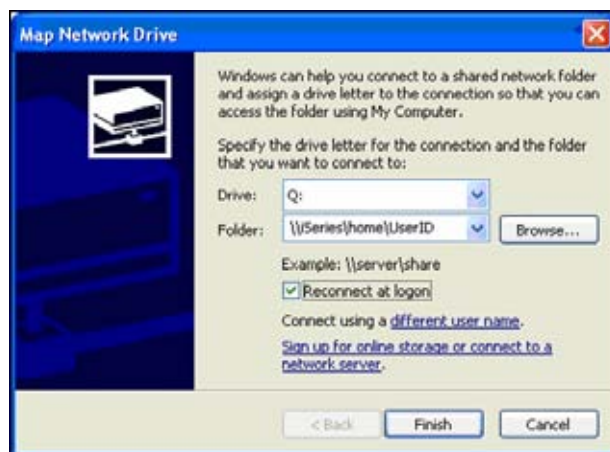 Map Network Drive
Windows can help you connect to a shared network folder
and assign a drive letter to the connection so that you can
access the folder using My Computer.
Specify the drive letter for the connection and the folder
that you want to connect to:
Drive: Q:
Folder: \\iSeries\home\UserID Browse...
Example: \\server\share
Reconnect at logon
Connect using a different user name.
Sign up for online storage or connect to a
network server.
< Back Finish Cancel